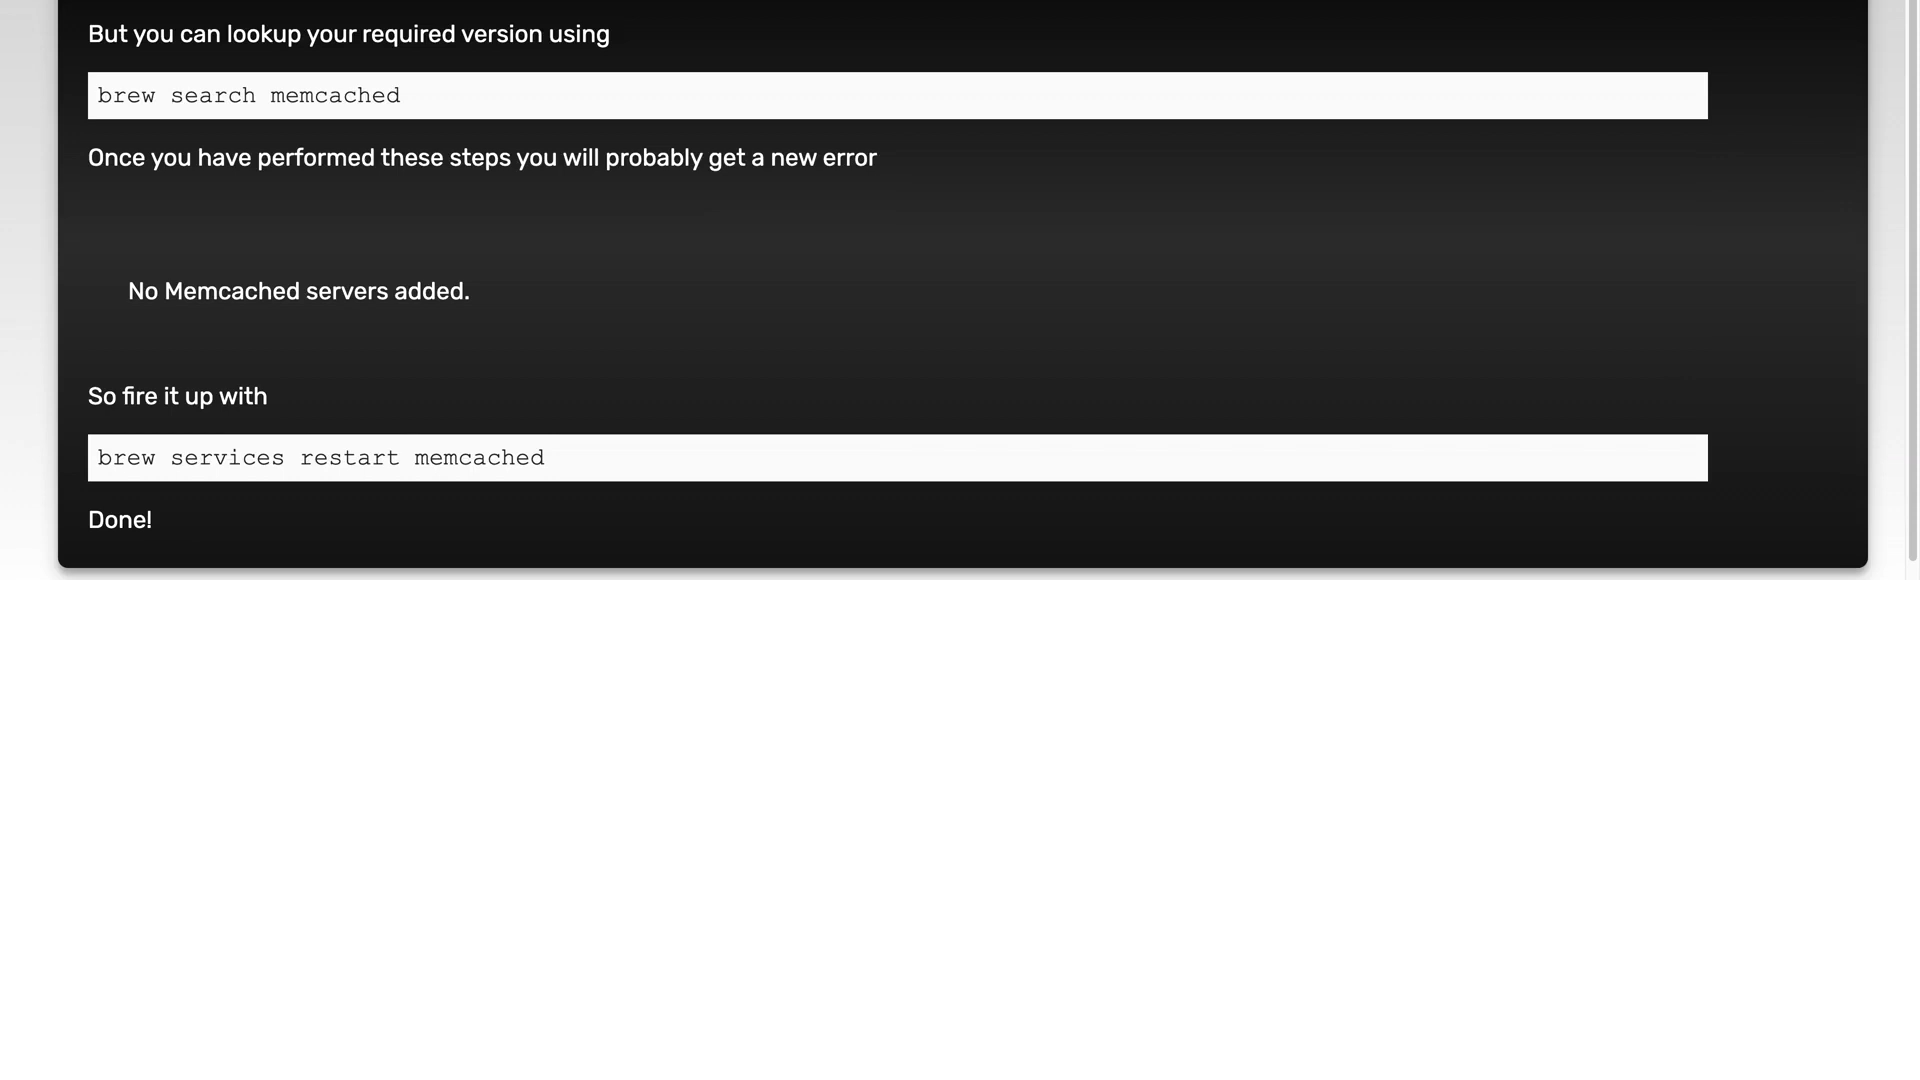 But you can lookup your required version using
brew search memcached
Once you have performed these steps you will probably get a new error
No Memcached servers added.
So fire it up with
brew services restart memcached
Done!